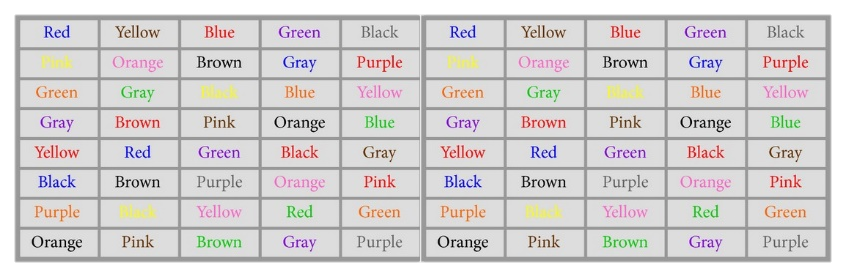 Red Yellow Blue Green Black Red Yellow Blue Green Black
Pink Orange Brown Gray Purple Pink Orange Brown Gray Purple
Green Gray Black Blue Yellow Green Gray Black Blue Yellow
Gray Brown Pink Orange Blue Gray Brown Pink Orange Blue
Yellow Red Green Black Gray Yellow Red Green Black Gray
Black Brown Purple Orange Pink Black Brown Purple Orange Pink
Purple Black Yellow Red Green Purple Black Yellow Red Green
Orange Pink Brown Gray Purple Orange Pink Brown Gray Purple